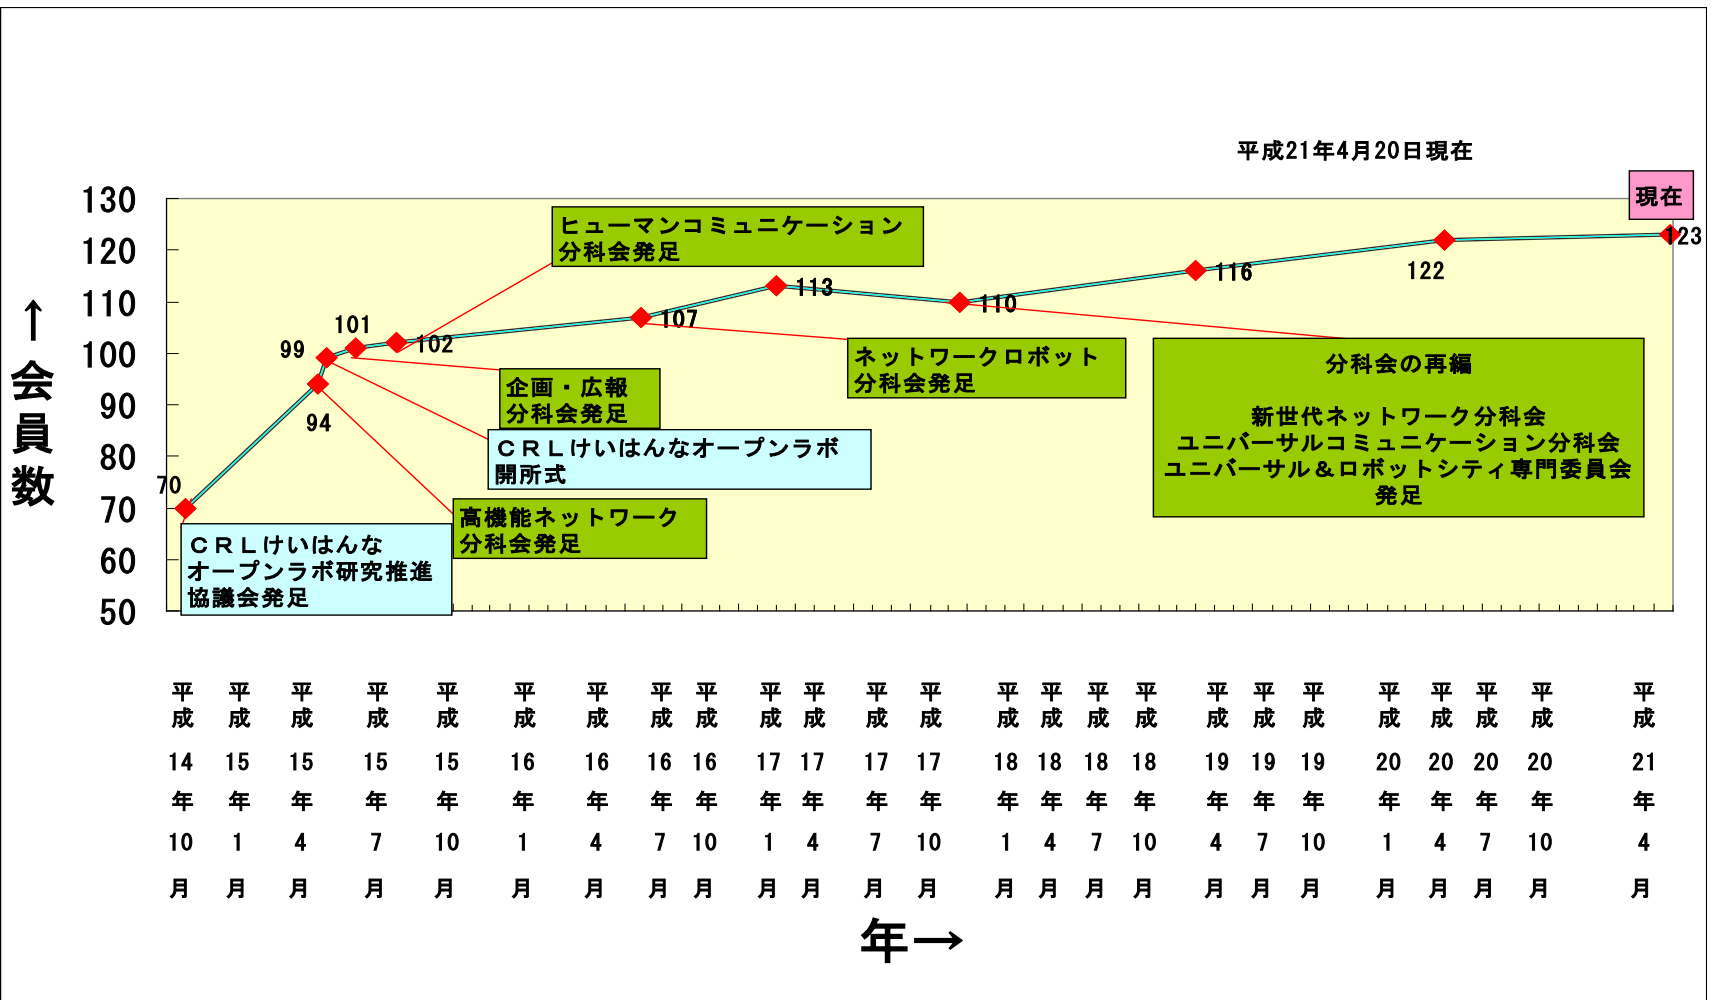 平成21年4月20日現在
現在
130
120
110
100
90
80
70
60
50
↑会員数
70
94
99
101
102
107
113
110
116
122
123
ヒューマンコミュニケーション
分科会発足
企画・広報
分科会発足
ＣＲＬけいはんなオープンラボ
開所式
高機能ネットワーク
分科会発足
ＣＲＬけいはんな
オープンラボ研究推進
協議会発足
ネットワークロボット
分科会発足
分科会の再編
新世代ネットワーク分科会
ユニバーサルコミュニケーション分科会
ユニバーサル＆ロボットシティ専門委員会
発足
平成14年10月
平成15年1月
平成15年4月
平成15年7月
平成15年10月
平成16年1月
平成16年4月
平成16年7月
平成16年10月
平成17年1月
平成17年4月
平成17年7月
平成17年10月
平成18年1月
平成18年4月
平成18年7月
平成18年10月
平成19年4月
平成19年7月
平成19年10月
平成20年1月
平成20年4月
平成20年7月
平成20年10月
平成21年4月
年→